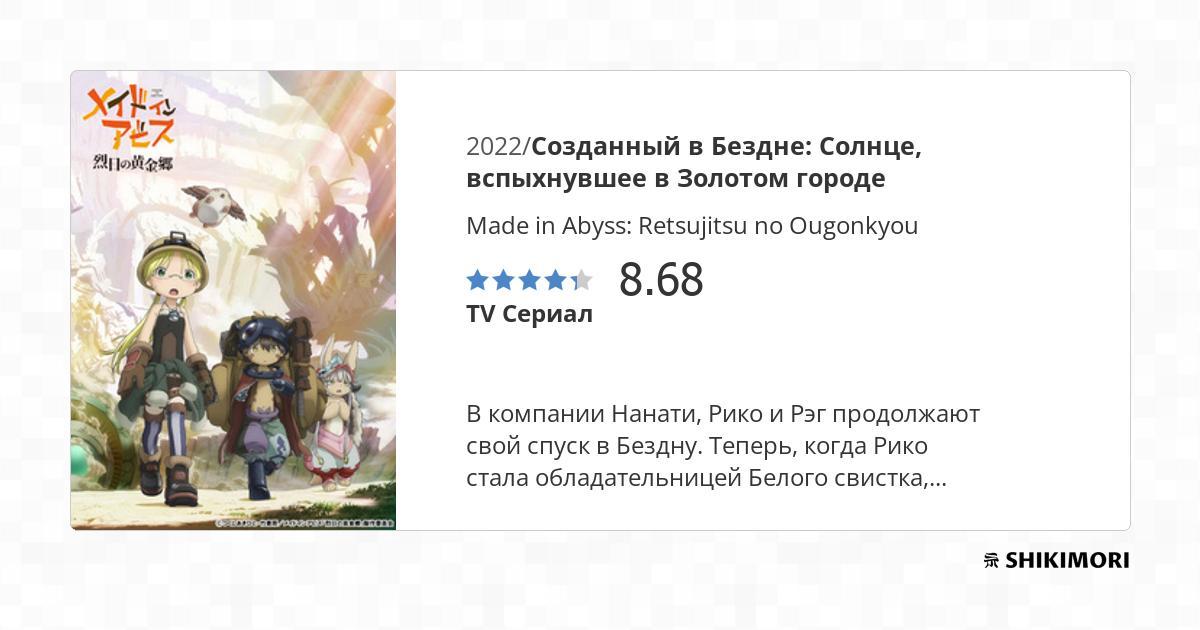 メイドイン
アビス
烈日の黄金郷
2022/Созданный в Бездне: Солнце,
вспыхнувшее в Золотом городе
Made in Abyss: Retsujitsu no Ougonkyou
8.68
TV Сериал
В компании Нанати, Рико и Рэг продолжают
свой спуск в Бездну. Теперь, когда Рико
стала обладательницей Белого свистка,...
SHIKIMORI